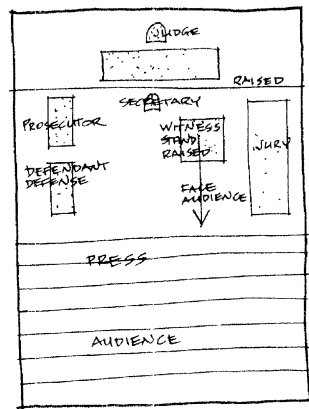 JUDGE
RAISED
SECRETARY
PROSECUTOR
WITNESS
STAND
RAISED
JURY
DEFENDANT
DEFENSE
FACE
AUDIENCE
PRESS
AUDIENCE